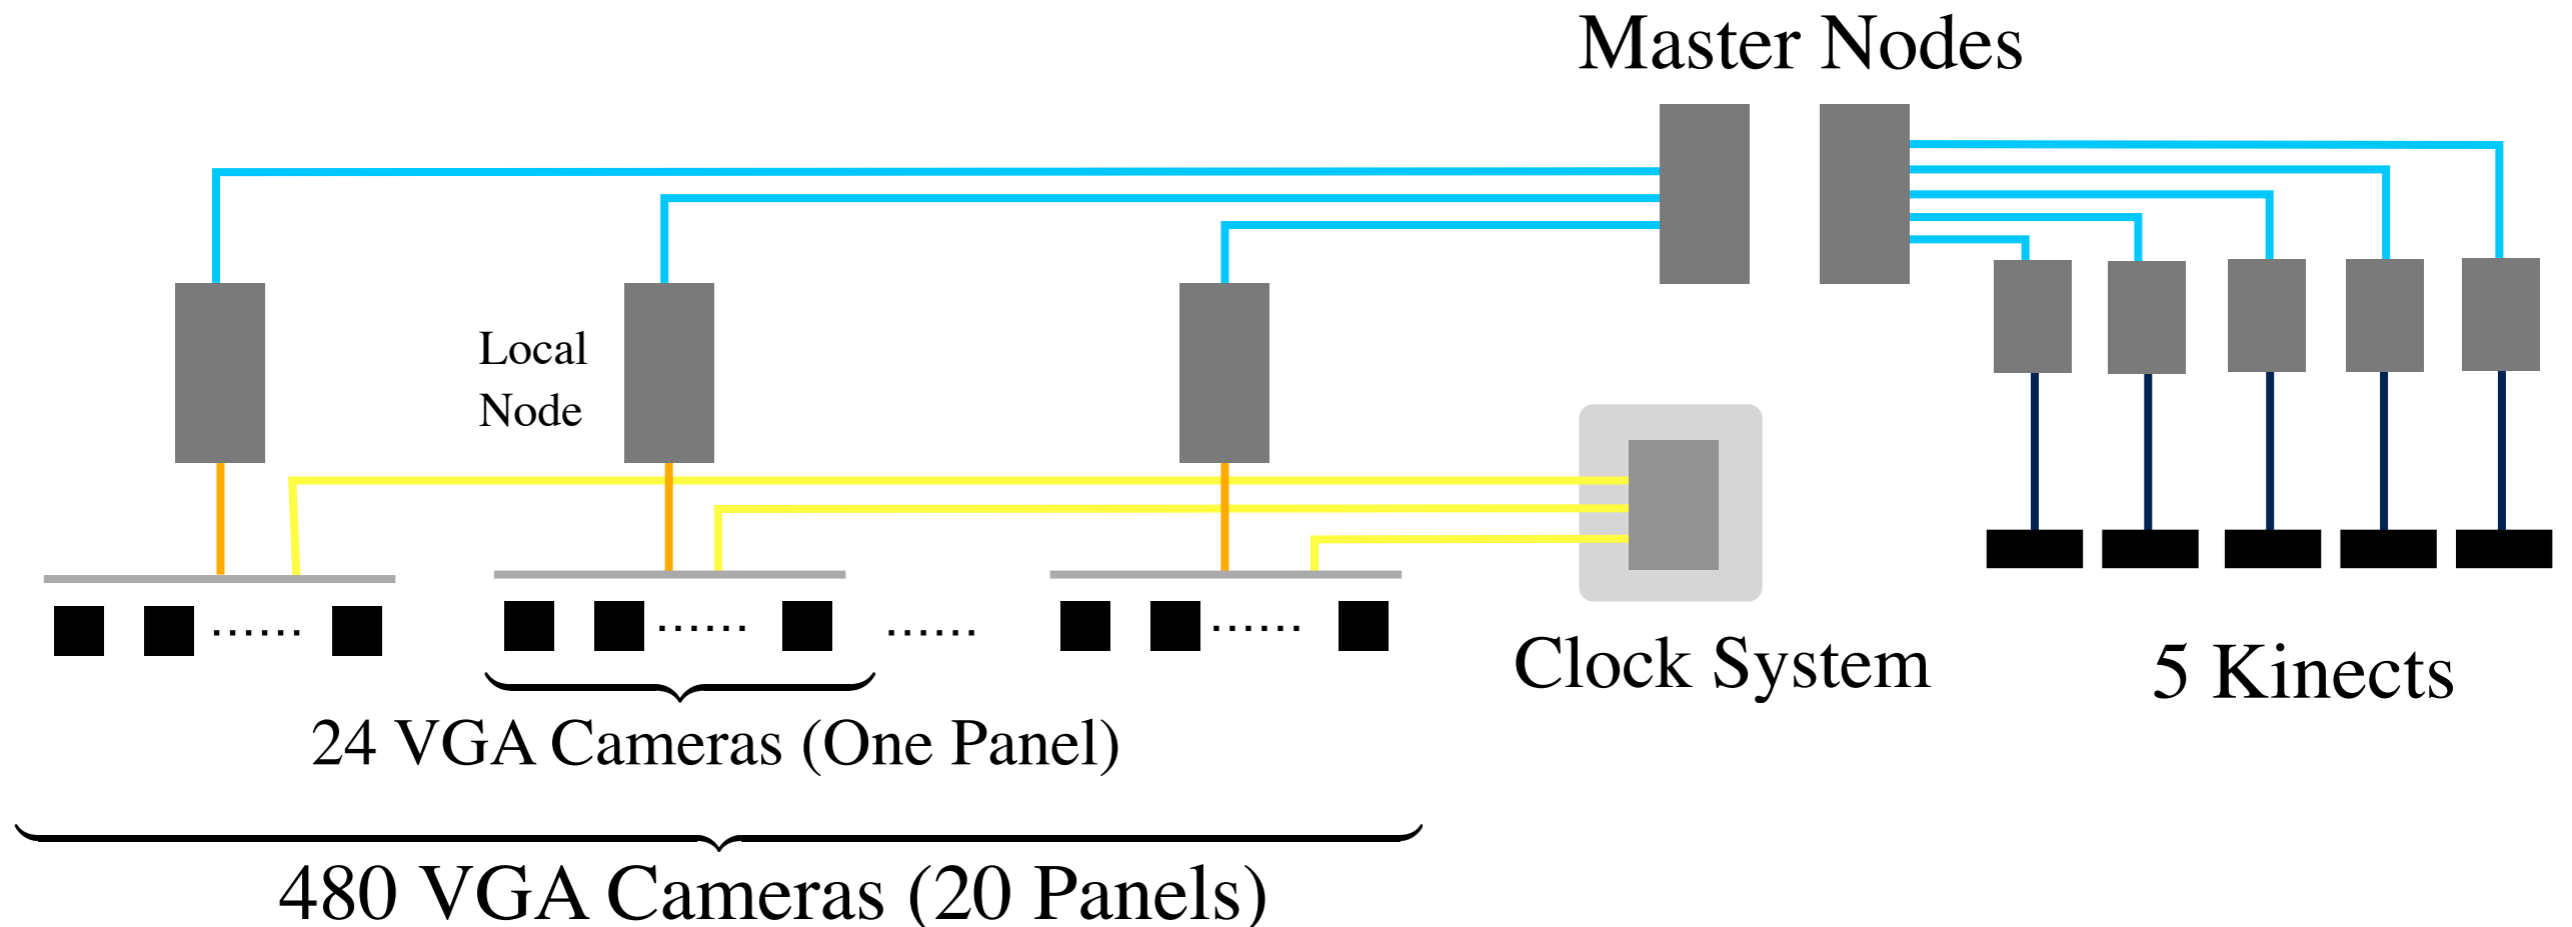 Master Nodes
Local
Node
Clock System
5 Kinects
24 VGA Cameras (One Panel)
480 VGA Cameras (20 Panels)